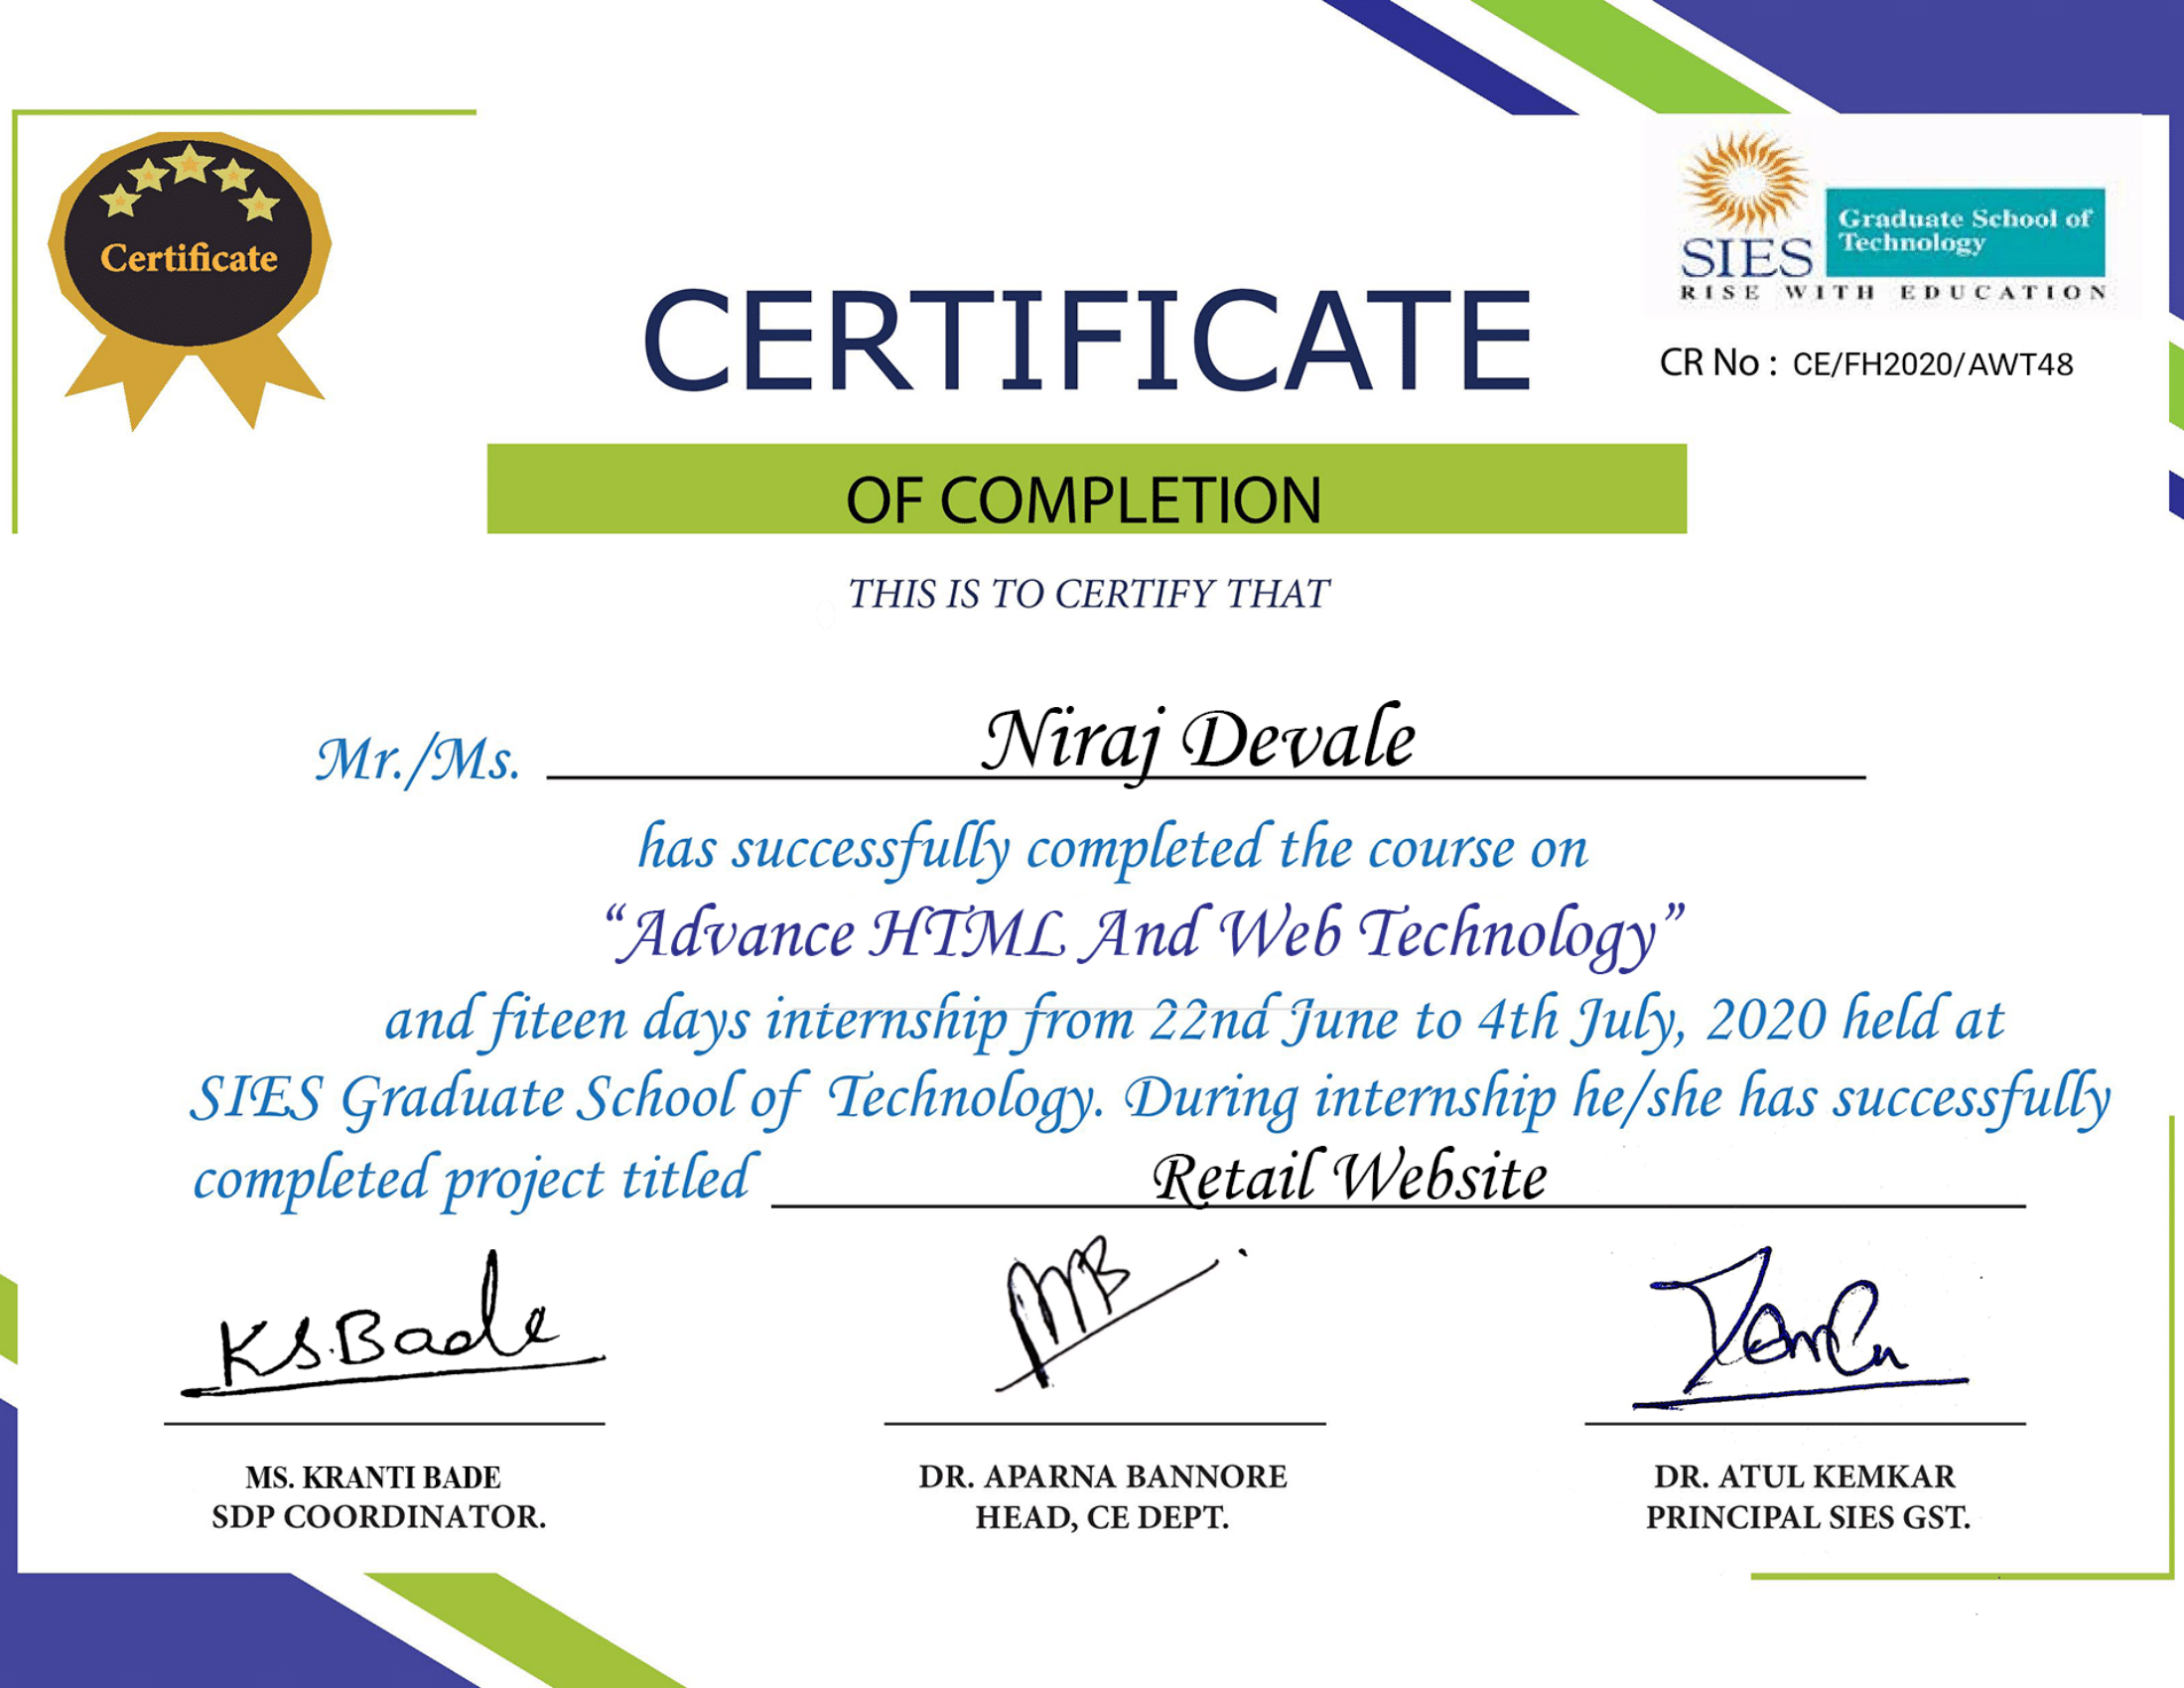 Certificate
SIES
Graduate School of
Technology
RISE WITH EDUCATION
CR No : CE/FH2020/AWT48
CERTIFICATE
OF COMPLETION
THIS IS TO CERTIFY THAT
Mr./Ms. Niraj Devale
has successfully completed the course on
“Advance HTML And Web Technology”
and fiteen days internship from 22nd June to 4th July, 2020 held at
SIES Graduate School of Technology. During internship he/she has successfully
completed project titled Retail Website
K.S.Bade
MS. KRANTI BADE
SDP COORDINATOR.
DR. APARNA BANNORE
HEAD, CE DEPT.
DR. ATUL KEMKAR
PRINCIPAL SIES GST.